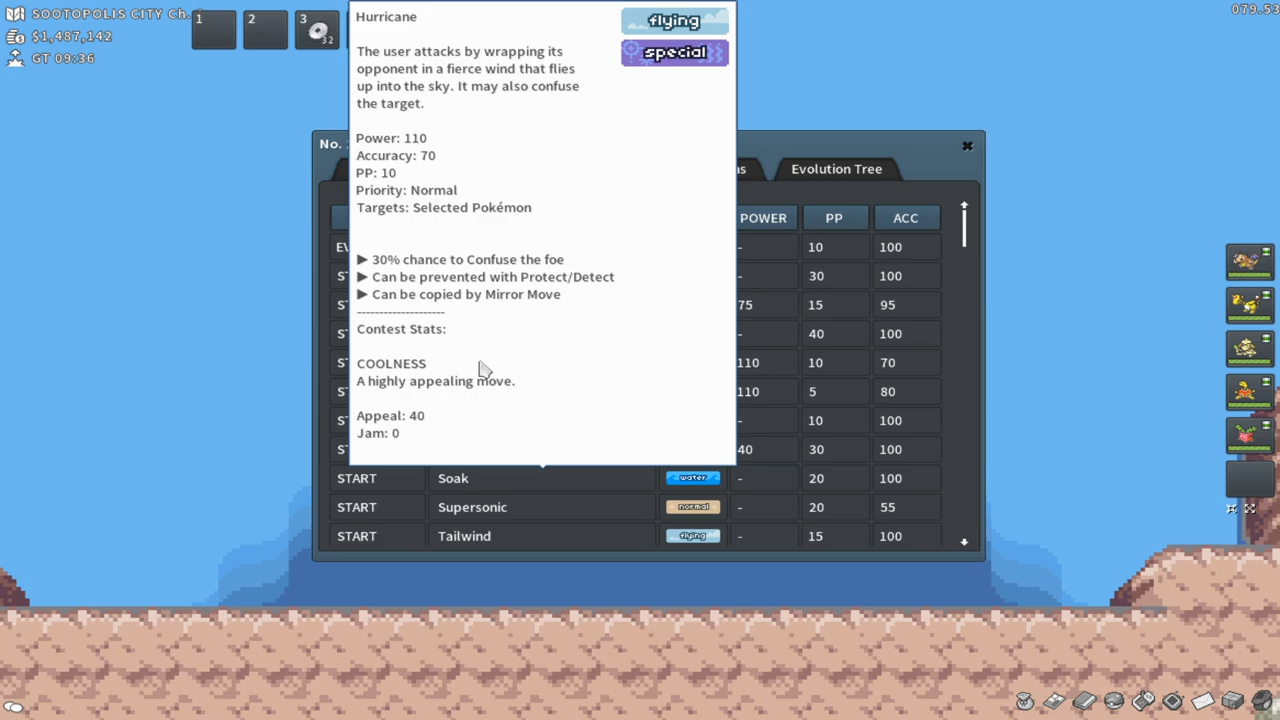 SOOTOPOLIS CITY Ch.
$1,487,142
GT 09:36
1
2
3
32
079.53
Hurricane
flying
special
The user attacks by wrapping its
opponent in a fierce wind that flies
up into the sky. It may also confuse
the target.
Power: 110
Accuracy: 70
PP: 10
Priority: Normal
Targets: Selected Pokémon
▶ 30% chance to Confuse the foe
▶ Can be prevented with Protect/Detect
▶ Can be copied by Mirror Move
--------------------
Contest Stats:
COOLNESS
A highly appealing move.
Appeal: 40
Jam: 0
No.
Evolution Tree
POWER PP ACC
- 10 100
- 30 100
75 15 95
- 40 100
110 10 70
110 5 80
- 10 100
40 30 100
START Soak water - 20 100
START Supersonic normal - 20 55
START Tailwind flying - 15 100